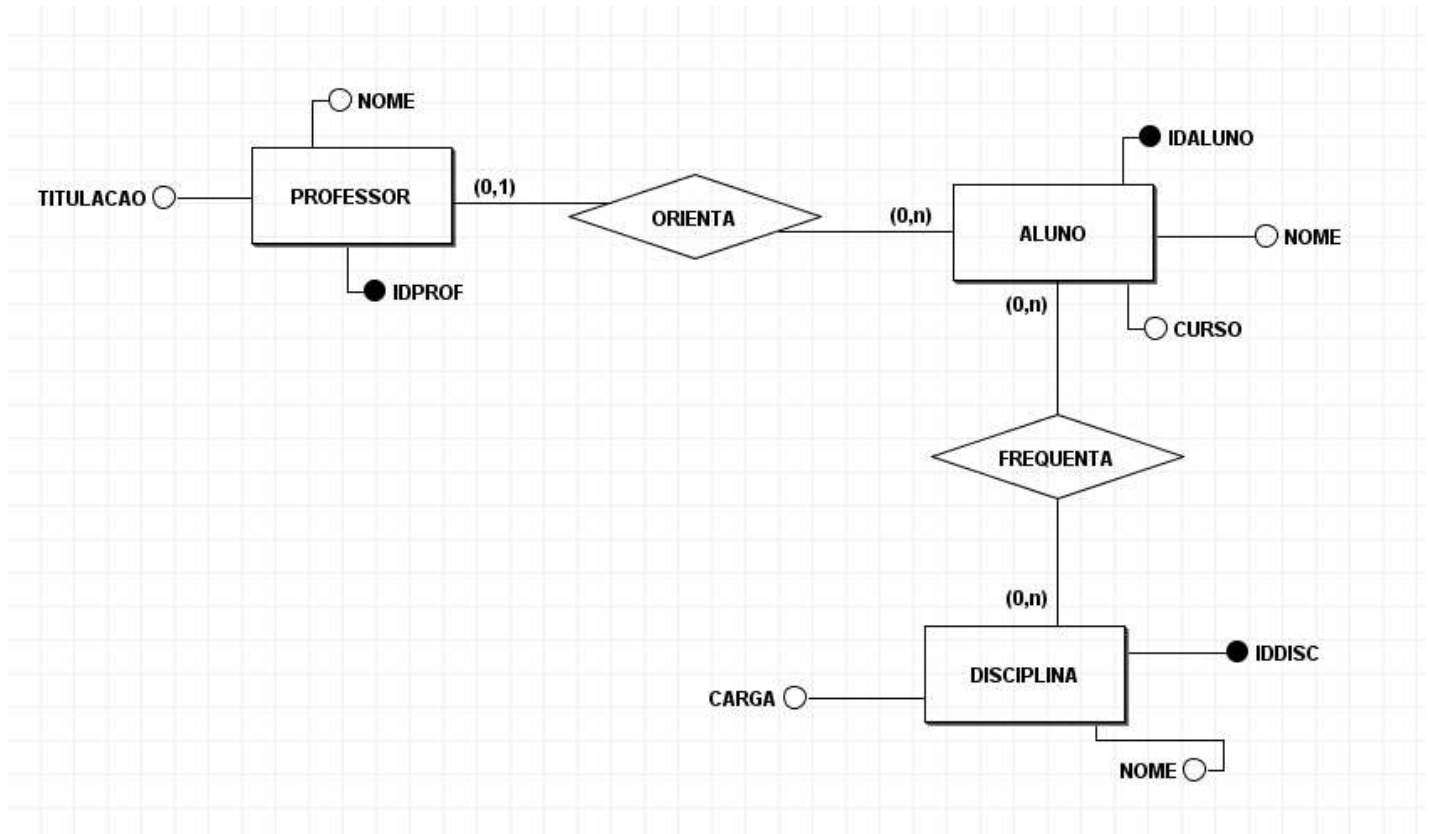 NOME
TITULACAO
PROFESSOR
(0,1)
IDPROF
ORIENTA
(0,n)
IDALUNO
ALUNO
NOME
CURSO
(0,n)
FREQUENTA
(0,n)
DISCIPLINA
IDDISC
CARGA
NOME